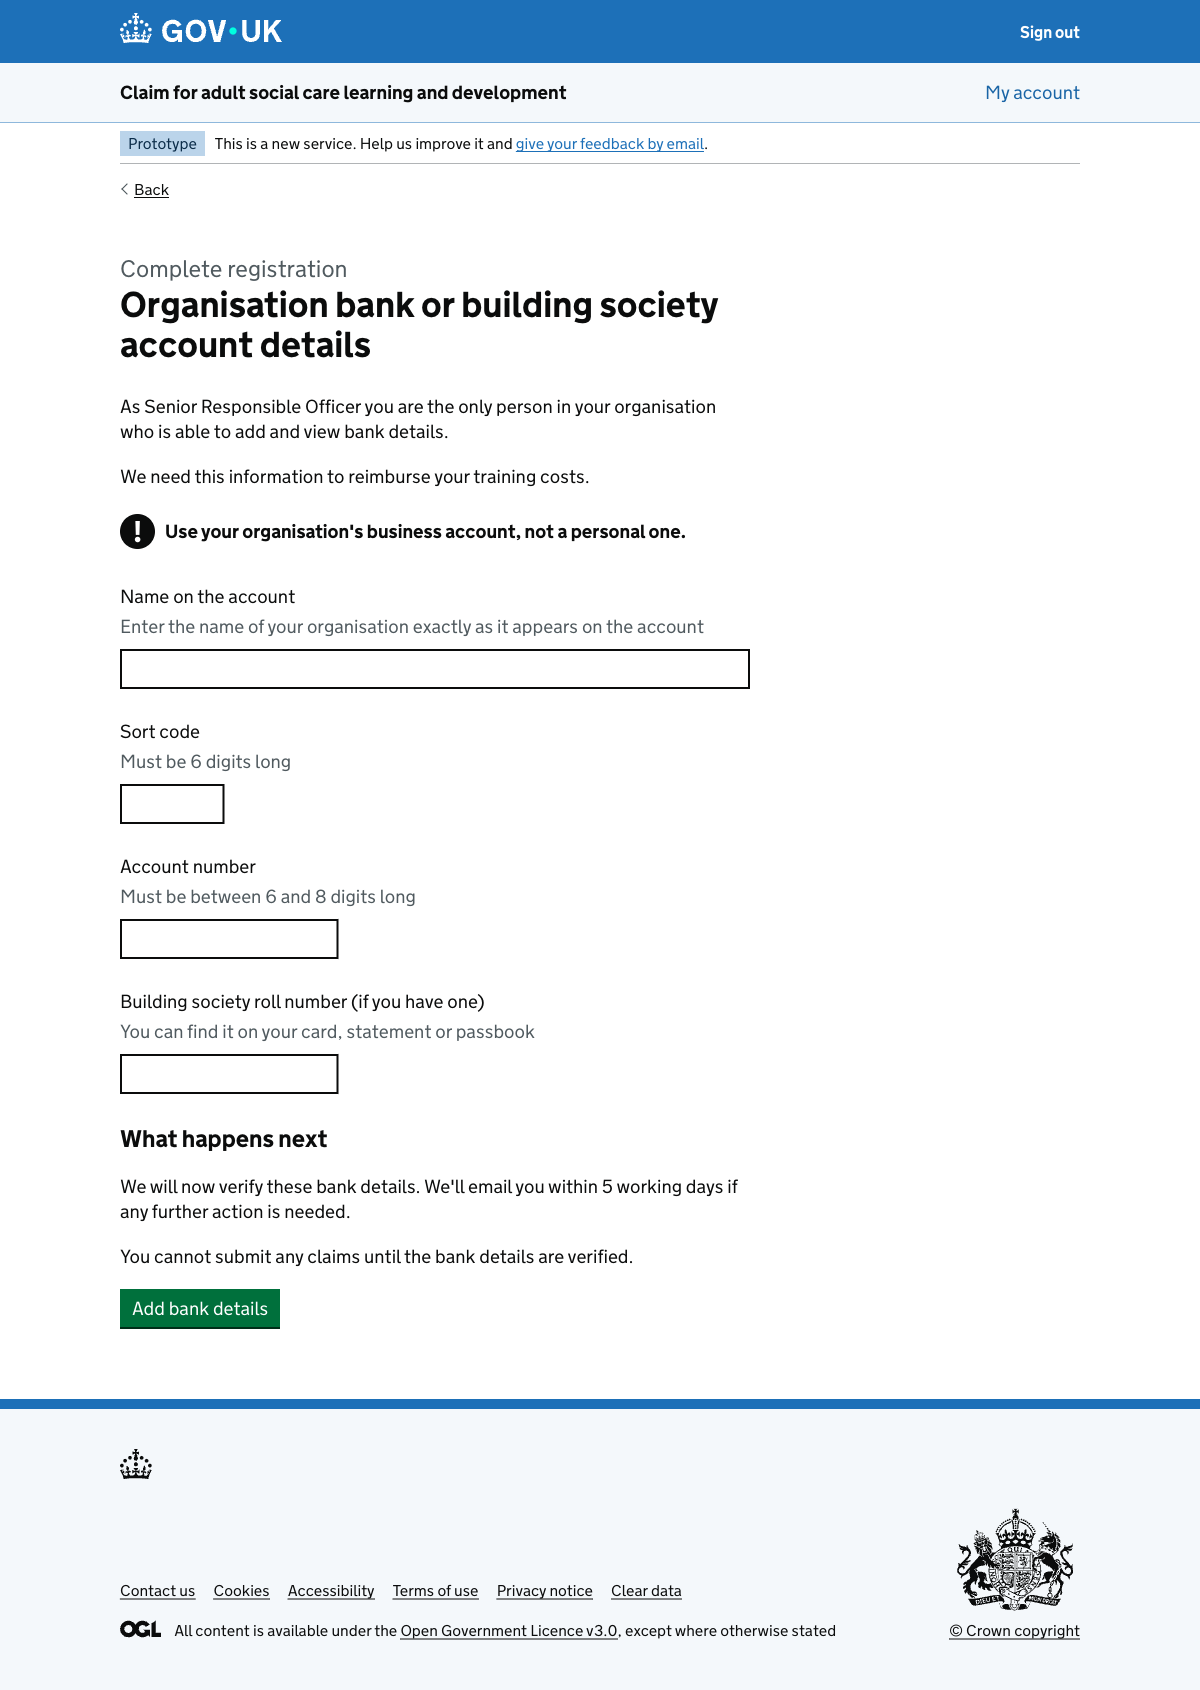 GOV•UK
Sign out
Claim for adult social care learning and development
My account
Prototype
This is a new service. Help us improve it and give your feedback by email.
Back
Complete registration
Organisation bank or building society
account details
As Senior Responsible Officer you are the only person in your organisation
who is able to add and view bank details.
We need this information to reimburse your training costs.
! Use your organisation's business account, not a personal one.
Name on the account
Enter the name of your organisation exactly as it appears on the account
Sort code
Must be 6 digits long
Account number
Must be between 6 and 8 digits long
Building society roll number (if you have one)
You can find it on your card, statement or passbook
What happens next
We will now verify these bank details. We'll email you within 5 working days if
any further action is needed.
You cannot submit any claims until the bank details are verified.
Add bank details
Contact us
Cookies
Accessibility
Terms of use
Privacy notice
Clear data
OGL
All content is available under the Open Government Licence v3.0, except where otherwise stated
© Crown copyright